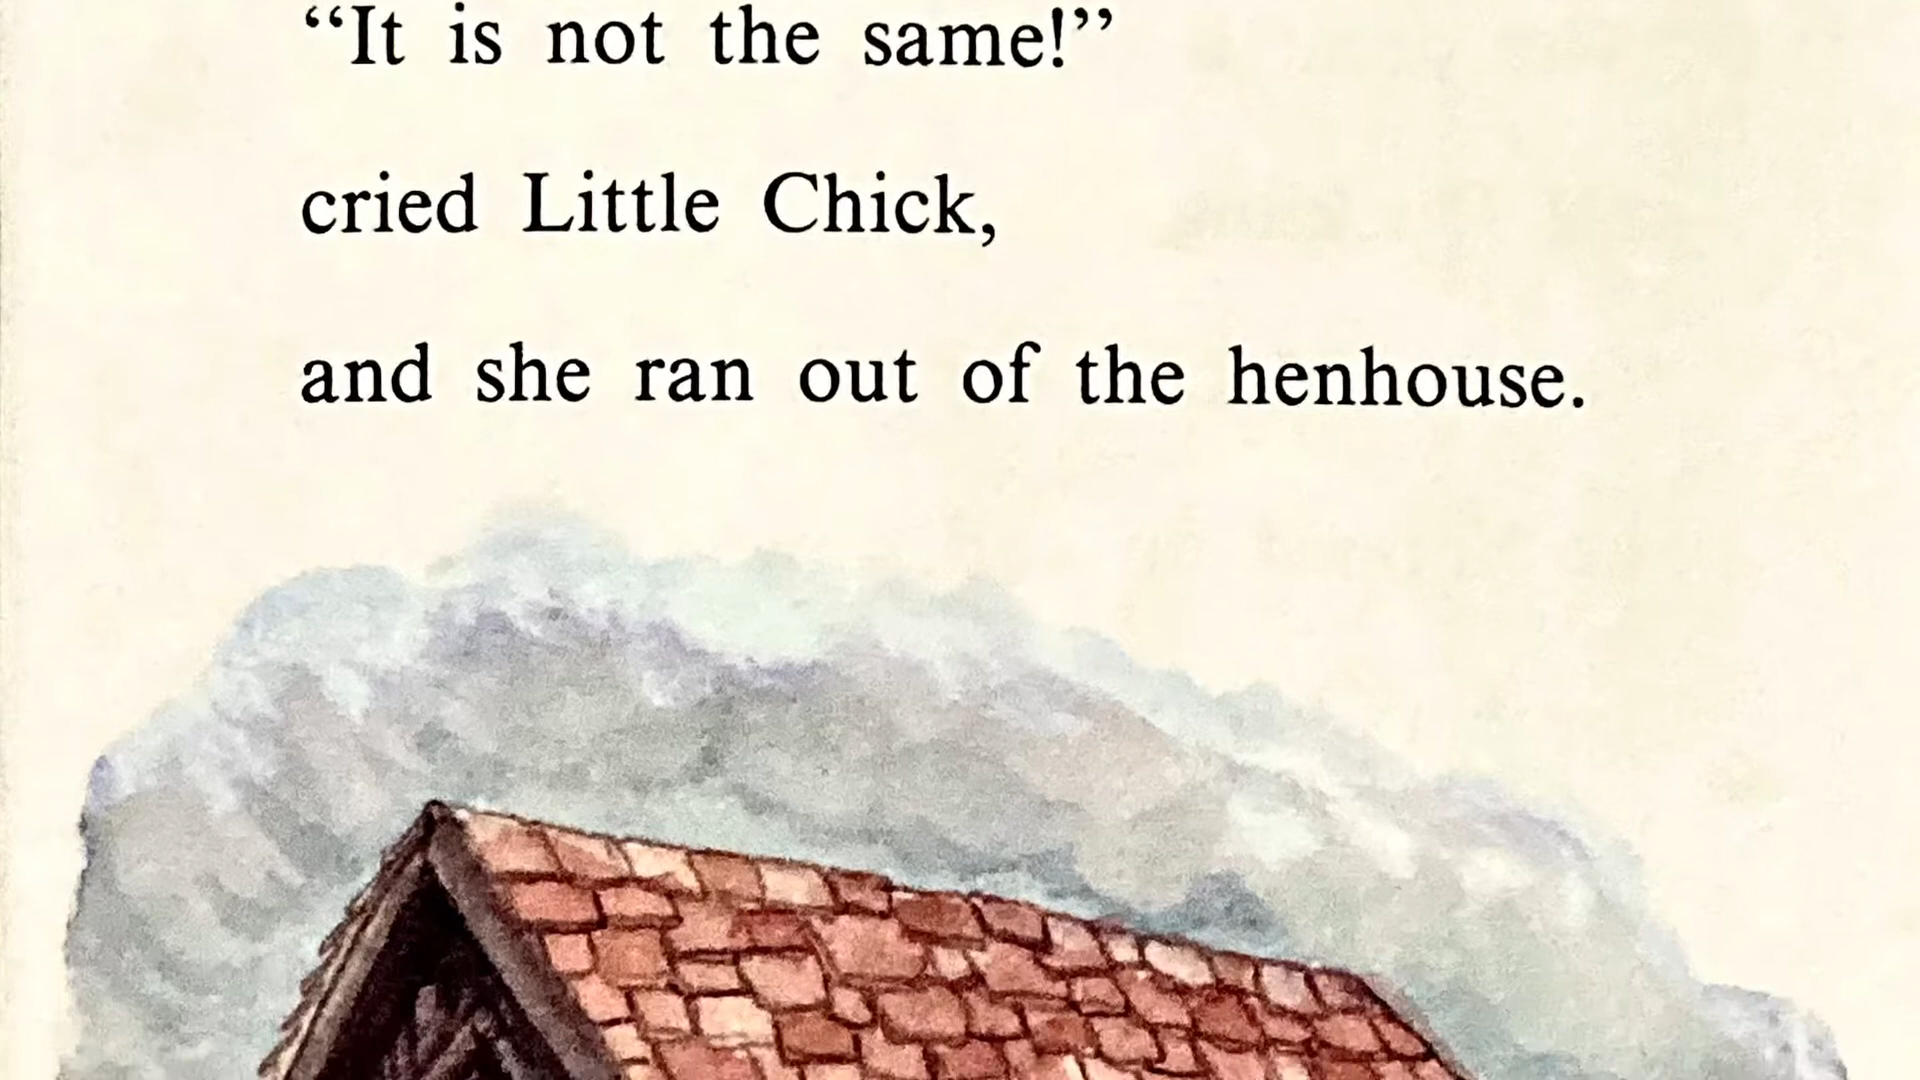 “It is not the same!”
cried Little Chick,
and she ran out of the henhouse.